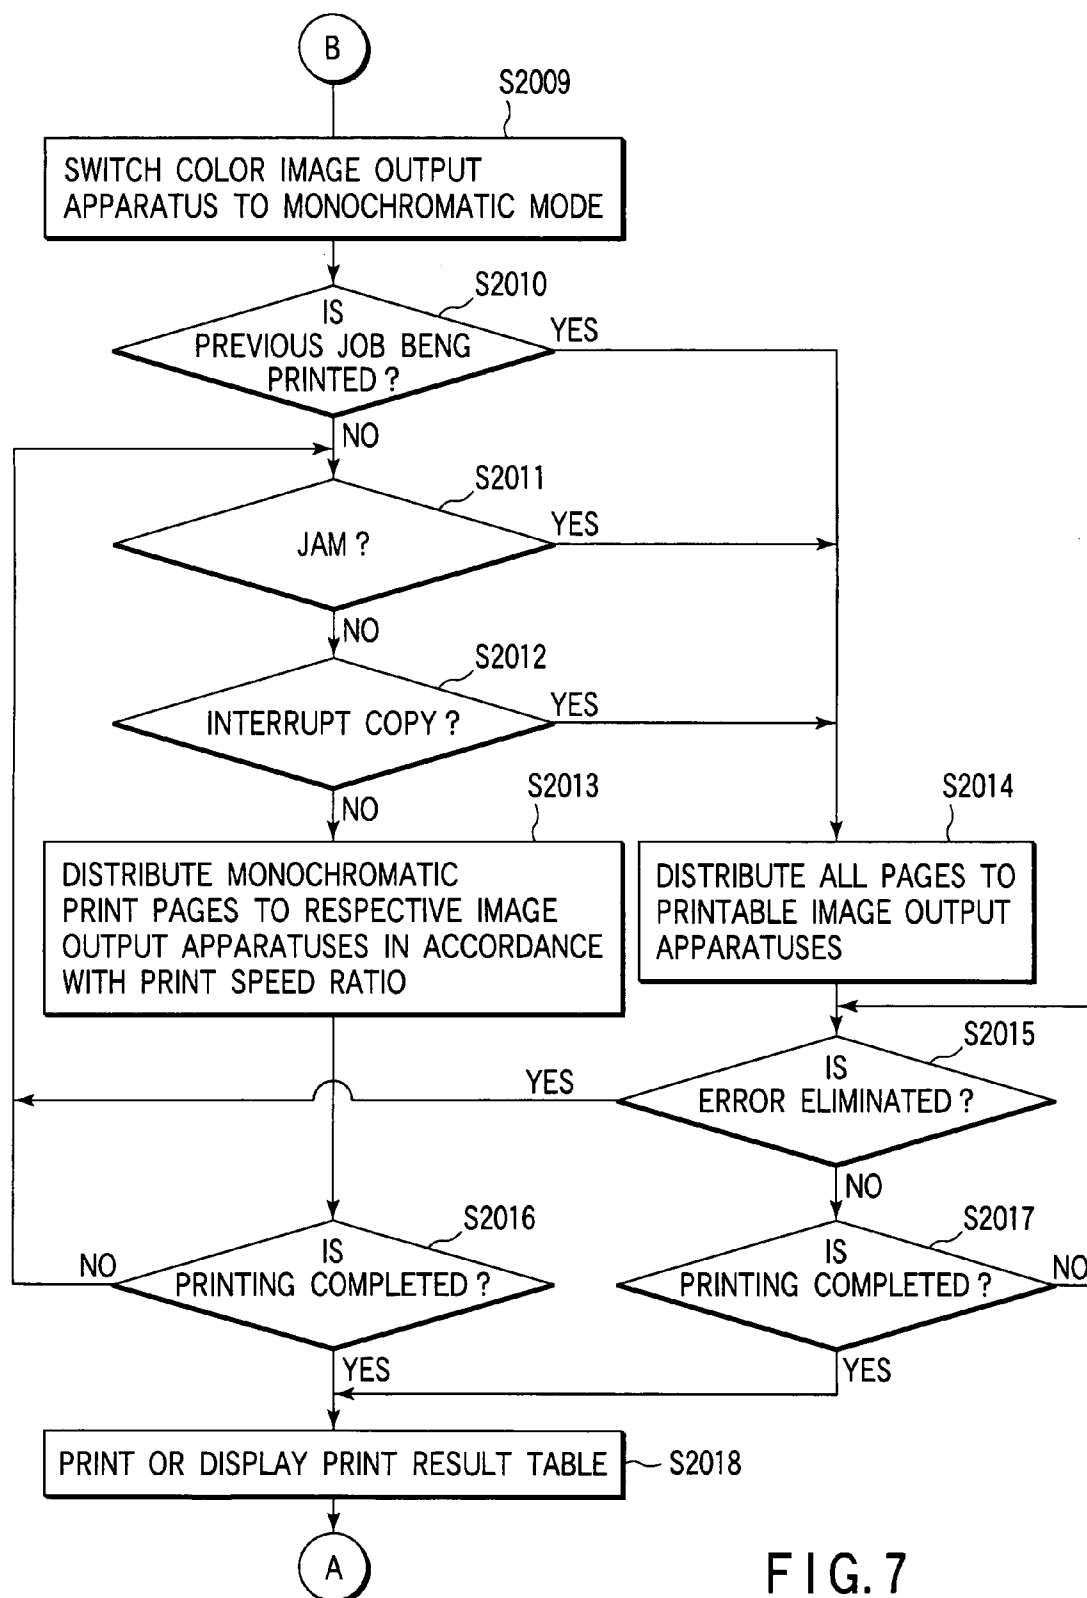 B
S2009
SWITCH COLOR IMAGE OUTPUT
APPARATUS TO MONOCHROMATIC MODE
S2010
IS
PREVIOUS JOB BENG
PRINTED ?
YES
NO
S2011
JAM ?
YES
NO
S2012
INTERRUPT COPY ?
YES
NO
S2013
DISTRIBUTE MONOCHROMATIC
PRINT PAGES TO RESPECTIVE IMAGE
OUTPUT APPARATUSES IN ACCORDANCE
WITH PRINT SPEED RATIO
S2014
DISTRIBUTE ALL PAGES TO
PRINTABLE IMAGE OUTPUT
APPARATUSES
S2015
IS
ERROR ELIMINATED ?
YES
NO
S2016
IS
PRINTING COMPLETED ?
NO
YES
S2017
IS
PRINTING COMPLETED ?
NO
YES
PRINT OR DISPLAY PRINT RESULT TABLE
S2018
A
FIG. 7